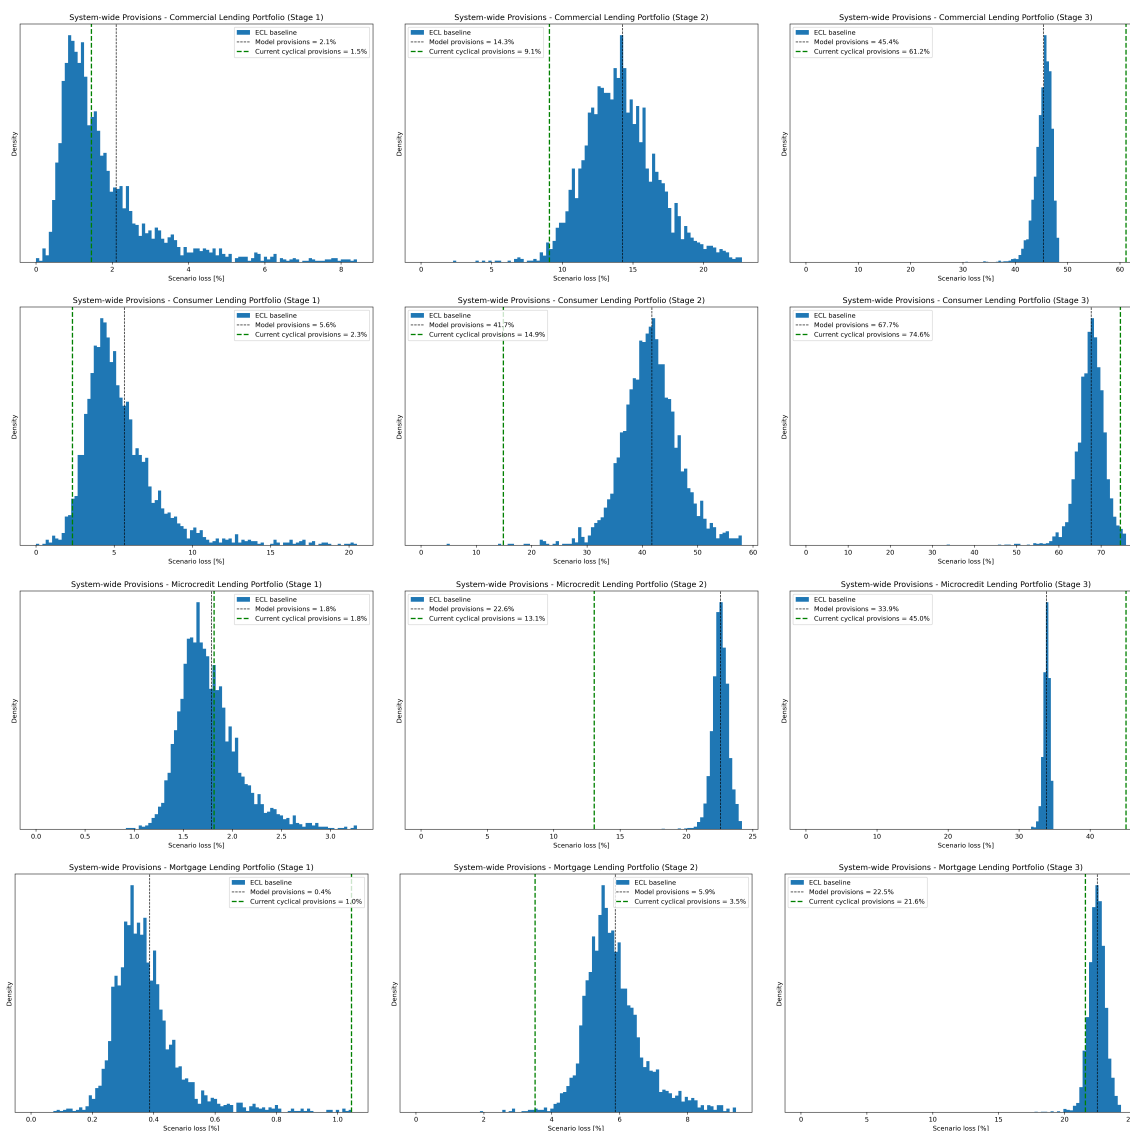 System-wide Provisions - Commercial Lending Portfolio (Stage 1)
ECL baseline
Model provisions = 2.1%
Current cyclical provisions = 1.5%
Density
0 2 4 6 8
Scenario loss [%]
System-wide Provisions - Commercial Lending Portfolio (Stage 2)
ECL baseline
Model provisions = 14.3%
Current cyclical provisions = 9.1%
Density
0 5 10 15 20
Scenario loss [%]
System-wide Provisions - Commercial Lending Portfolio (Stage 3)
ECL baseline
Model provisions = 45.4%
Current cyclical provisions = 61.2%
Density
0 10 20 30 40 50 60
Scenario loss [%]
System-wide Provisions - Consumer Lending Portfolio (Stage 1)
ECL baseline
Model provisions = 5.6%
Current cyclical provisions = 2.3%
Density
0 5 10 15 20
Scenario loss [%]
System-wide Provisions - Consumer Lending Portfolio (Stage 2)
ECL baseline
Model provisions = 41.7%
Current cyclical provisions = 14.9%
Density
0 10 20 30 40 50 60
Scenario loss [%]
System-wide Provisions - Consumer Lending Portfolio (Stage 3)
ECL baseline
Model provisions = 67.7%
Current cyclical provisions = 74.6%
Density
0 10 20 30 40 50 60 70
Scenario loss [%]
System-wide Provisions - Microcredit Lending Portfolio (Stage 1)
ECL baseline
Model provisions = 1.8%
Current cyclical provisions = 1.8%
Density
0.0 0.5 1.0 1.5 2.0 2.5 3.0
Scenario loss [%]
System-wide Provisions - Microcredit Lending Portfolio (Stage 2)
ECL baseline
Model provisions = 22.6%
Current cyclical provisions = 13.1%
Density
0 5 10 15 20 25
Scenario loss [%]
System-wide Provisions - Microcredit Lending Portfolio (Stage 3)
ECL baseline
Model provisions = 33.9%
Current cyclical provisions = 45.0%
Density
0 10 20 30 40
Scenario loss [%]
System-wide Provisions - Mortgage Lending Portfolio (Stage 1)
ECL baseline
Model provisions = 0.4%
Current cyclical provisions = 1.0%
Density
0.0 0.2 0.4 0.6 0.8 1.0
Scenario loss [%]
System-wide Provisions - Mortgage Lending Portfolio (Stage 2)
ECL baseline
Model provisions = 5.9%
Current cyclical provisions = 3.5%
Density
0 2 4 6 8
Scenario loss [%]
System-wide Provisions - Mortgage Lending Portfolio (Stage 3)
ECL baseline
Model provisions = 22.5%
Current cyclical provisions = 21.6%
Density
0 5 10 15 20
Scenario loss [%]